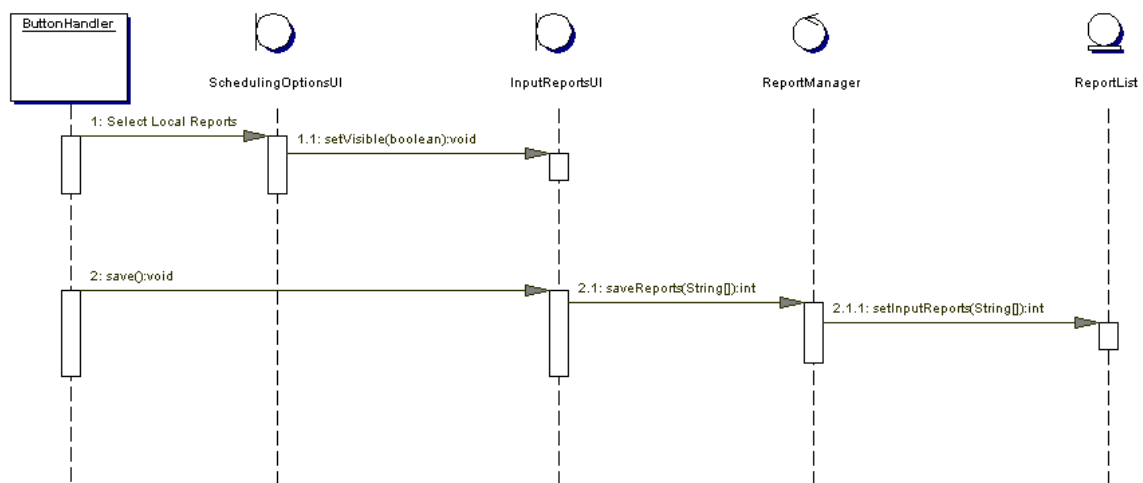 ButtonHandler
SchedulingOptionsUI
InputReportsUI
ReportManager
ReportList
1: Select Local Reports
1.1: setVisible(boolean):void
2: save():void
2.1: saveReports(String[]):int
2.1.1: setInputReports(String[]):int